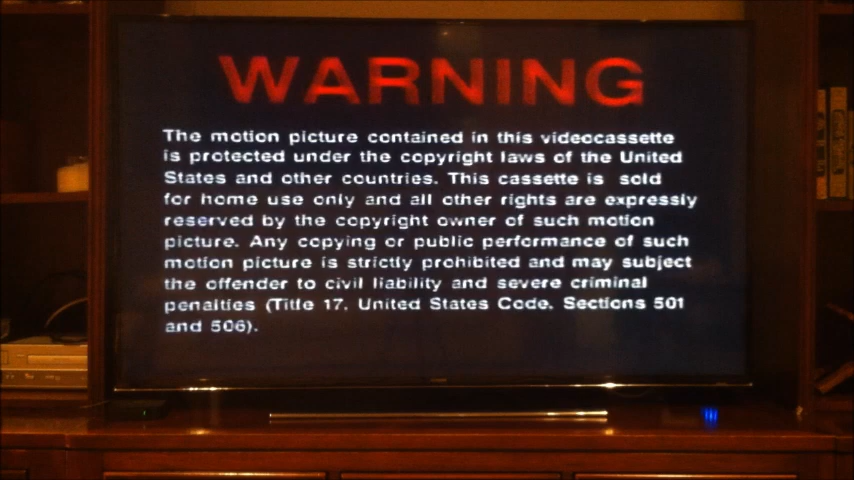 WARNING
The motion picture contained in this videocassette
is protected under the copyright laws of the United
States and other countries. This cassette is sold
for home use only and all other rights are expressly
reserved by the copyright owner of such motion
picture. Any copying or public performance of such
motion picture is strictly prohibited and may subject
the offender to civil liability and severe criminal
penalties (Title 17, United States Code, Sections 501
and 506).